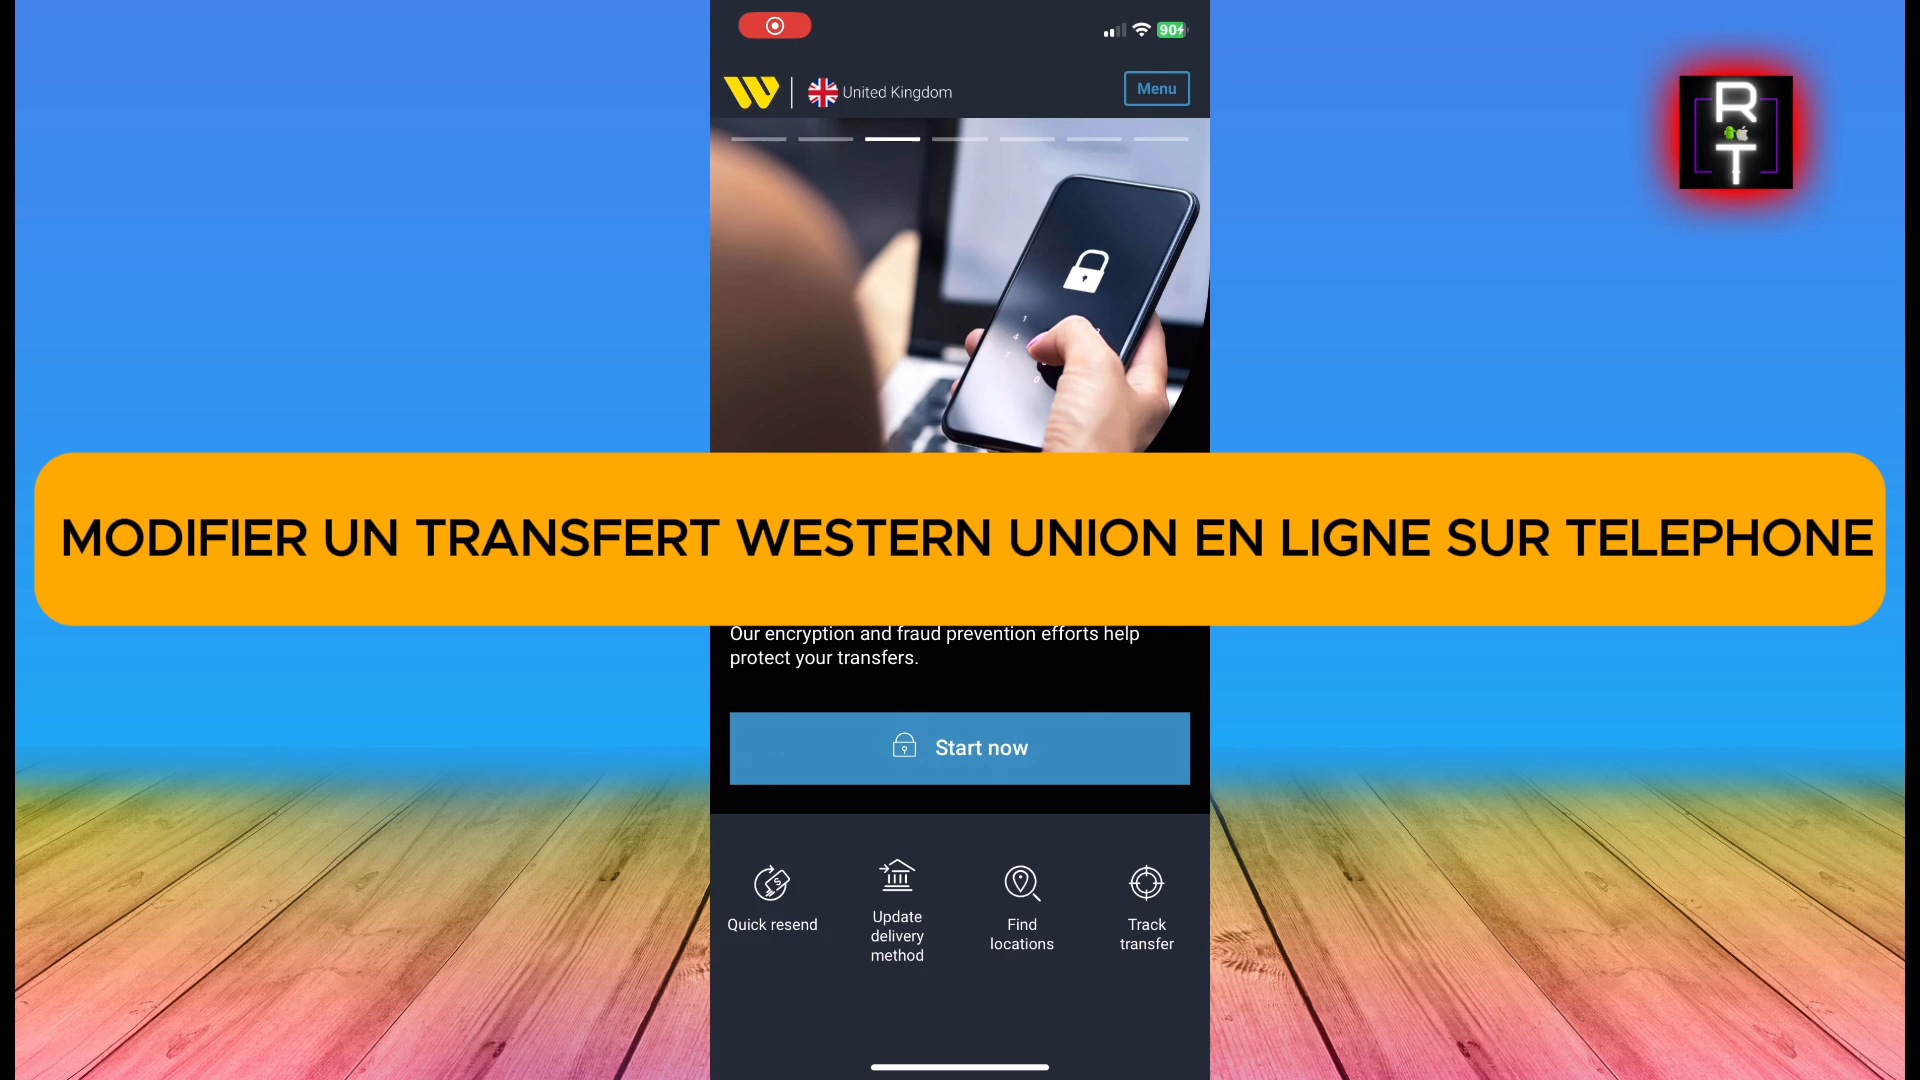 90
United Kingdom
Menu
R
T
MODIFIER UN TRANSFERT WESTERN UNION EN LIGNE SUR TELEPHONE
Our encryption and fraud prevention efforts help
protect your transfers.
Start now
Quick resend
Update
delivery
method
Find
locations
Track
transfer